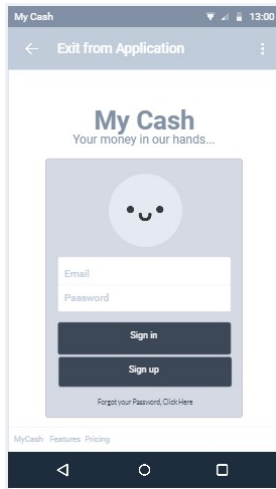 My Cash 13:00
Exit from Application
My Cash
Your money in our hands...
Email
Password
Sign in
Sign up
Forgot your Password, Click Here
MyCash Features Pricing